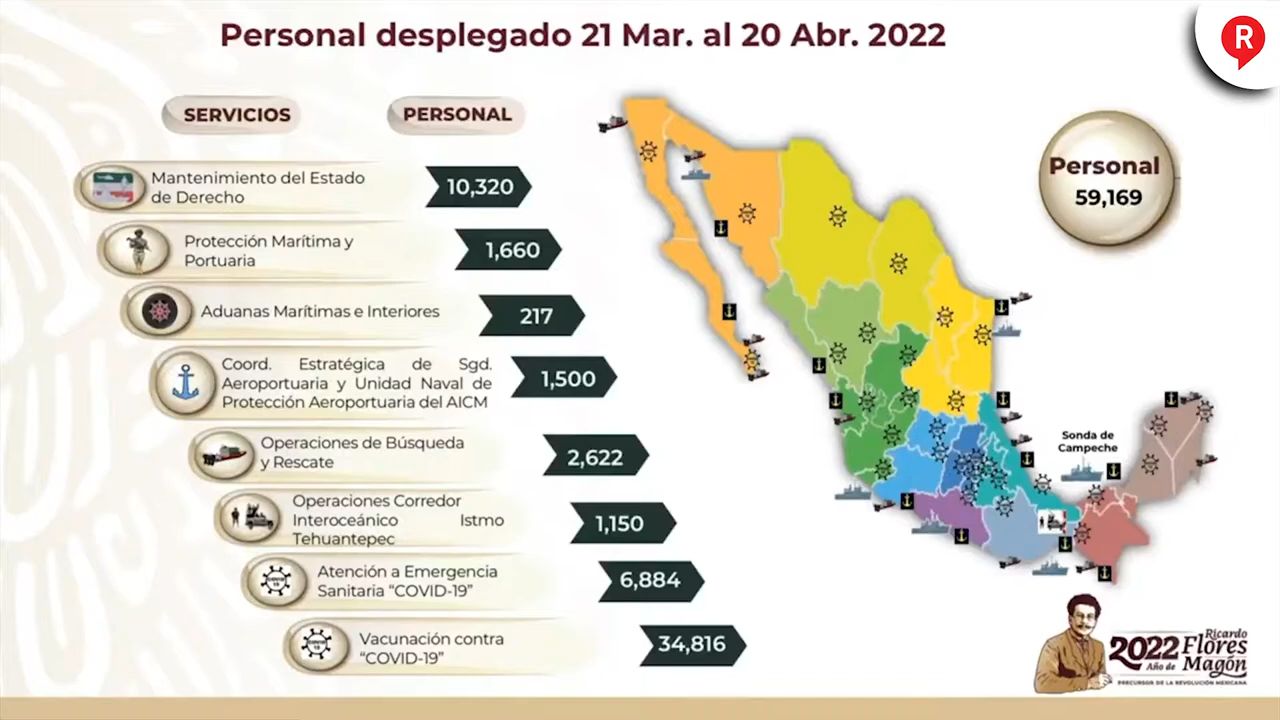 Personal desplegado 21 Mar. al 20 Abr. 2022
R
SERVICIOS
PERSONAL
Mantenimiento del Estado
de Derecho
10,320
Protección Marítima y
Portuaria
1,660
Aduanas Marítimas e Interiores
217
Coord. Estratégica de Sgd.
Aeroportuaria y Unidad Naval de
Protección Aeroportuaria del AICM
1,500
Operaciones de Búsqueda
y Rescate
2,622
Operaciones Corredor
Interoceánico Istmo
Tehuantepec
1,150
Atención a Emergencia
Sanitaria “COVID-19”
6,884
Vacunación contra
“COVID-19”
34,816
Personal
59,169
Sonda de
Campeche
2022
Año de
Ricardo
Flores
Magón
PRECURSOR DE LA REVOLUCIÓN MEXICANA